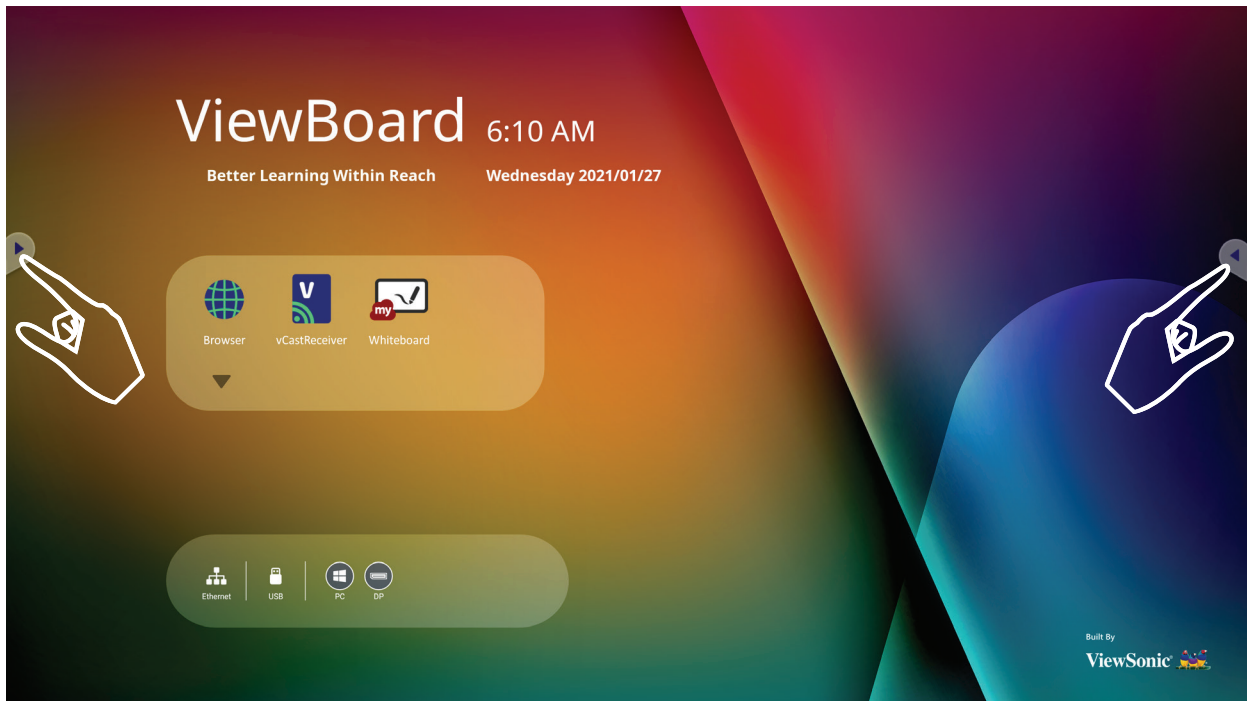 ViewBoard 6:10 AM
Better Learning Within Reach Wednesday 2021/01/27
V
my
Browser vCastReceiver Whiteboard
Ethernet USB PC DP
Built By
ViewSonic